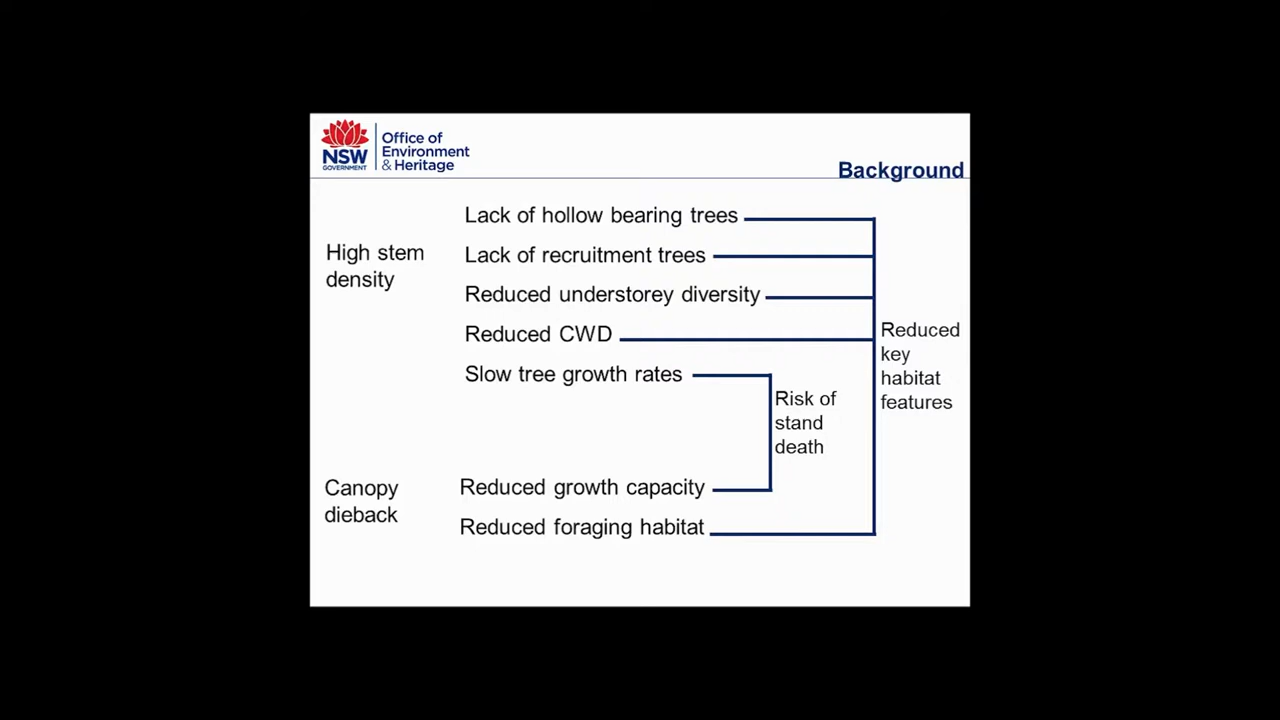 NSW
GOVERNMENT
Office of
Environment
& Heritage
Background
High stem
density
Lack of hollow bearing trees
Lack of recruitment trees
Reduced understorey diversity
Reduced CWD
Slow tree growth rates
Risk of
stand
death
Reduced
key
habitat
features
Canopy
dieback
Reduced growth capacity
Reduced foraging habitat